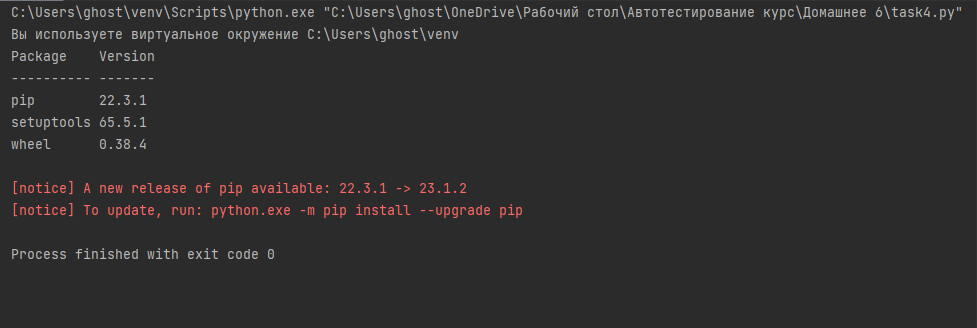 C:\Users\ghost\venv\Scripts\python.exe "C:\Users\ghost\OneDrive\Рабочий стол\Автотестирование курс\Домашнее 6\task4.py"
Вы используете виртуальное окружение C:\Users\ghost\venv
Package    Version
---------- -------
pip        22.3.1
setuptools 65.5.1
wheel      0.38.4
[notice] A new release of pip available: 22.3.1 -> 23.1.2
[notice] To update, run: python.exe -m pip install --upgrade pip
Process finished with exit code 0